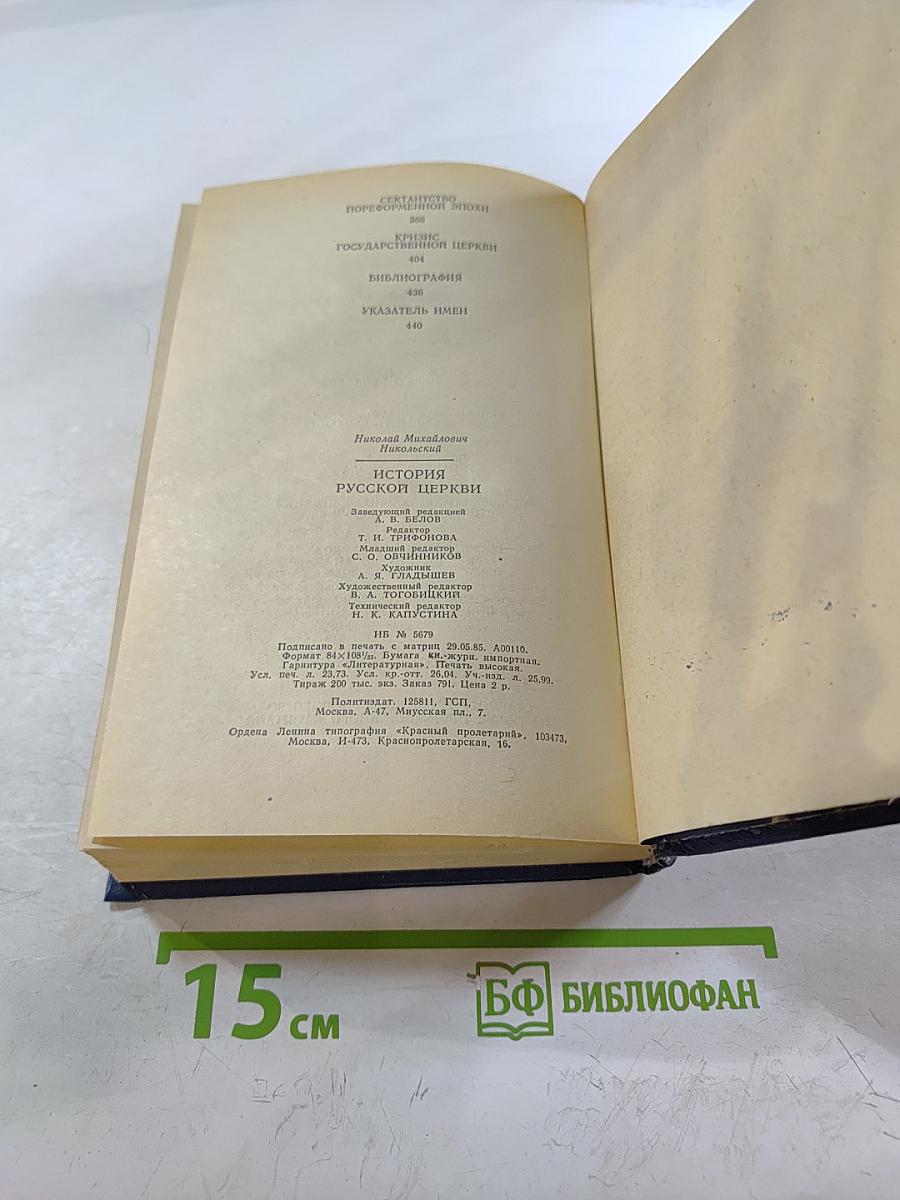 СЕКТАНТСТВО
ПОРЕФОРМЕННОЙ ЭПОХИ
366
КРИЗИС
ГОСУДАРСТВЕННОЙ ЦЕРКВИ
404
БИБЛИОГРАФИЯ
436
УКАЗАТЕЛЬ ИМЕН
440
Николай Михайлович
Никольский
ИСТОРИЯ
РУССКОЙ ЦЕРКВИ
Заведующий редакцией
А. В. БЕЛОВ
Редактор
Т. И. ТРИФОНОВА
Младший редактор
С. О. ОВЧИННИКОВ
Художник
А. Я. ГЛАДЫШЕВ
Художественный редактор
В. А. ТОГОБИЦКИЙ
Технический редактор
Н. К. КАПУСТИНА
ИБ № 5679
Подписано в печать с матриц 29.05.85. А00110.
Формат 84×108¹/₃₂. Бумага кн.-журн. импортная.
Гарнитура «Литературная». Печать высокая.
Усл. печ. л. 23,73. Усл. кр.-отт. 26,04. Уч.-изд. л. 25,99.
Тираж 200 тыс. экз. Заказ 791. Цена 2 р.
Политиздат. 125811, ГСП,
Москва, А-47, Миусская пл., 7.
Ордена Ленина типография «Красный пролетарий». 103473,
Москва, И-473, Краснопролетарская, 16.
15 см
БФ БИБЛИОФАН